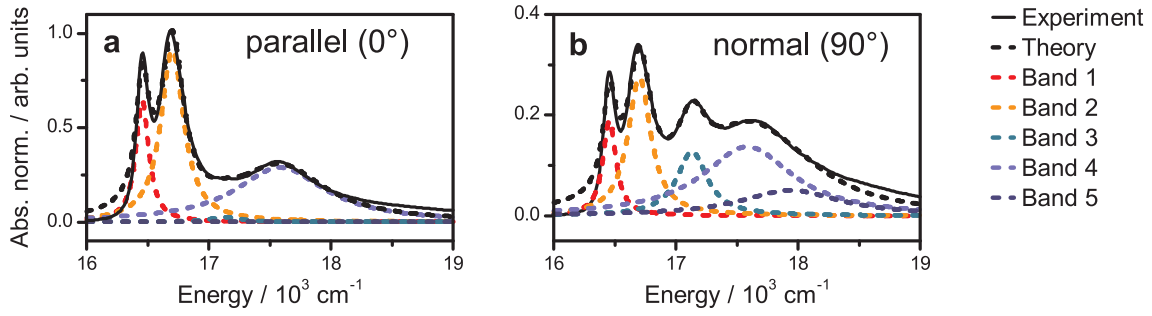 Abs. norm. / arb. units
1.0
0.5
0.0
a
parallel (0°)
16
17
18
19
Energy / 10³ cm⁻¹
0.4
0.2
0.0
b
normal (90°)
16
17
18
19
Energy / 10³ cm⁻¹
Experiment
Theory
Band 1
Band 2
Band 3
Band 4
Band 5